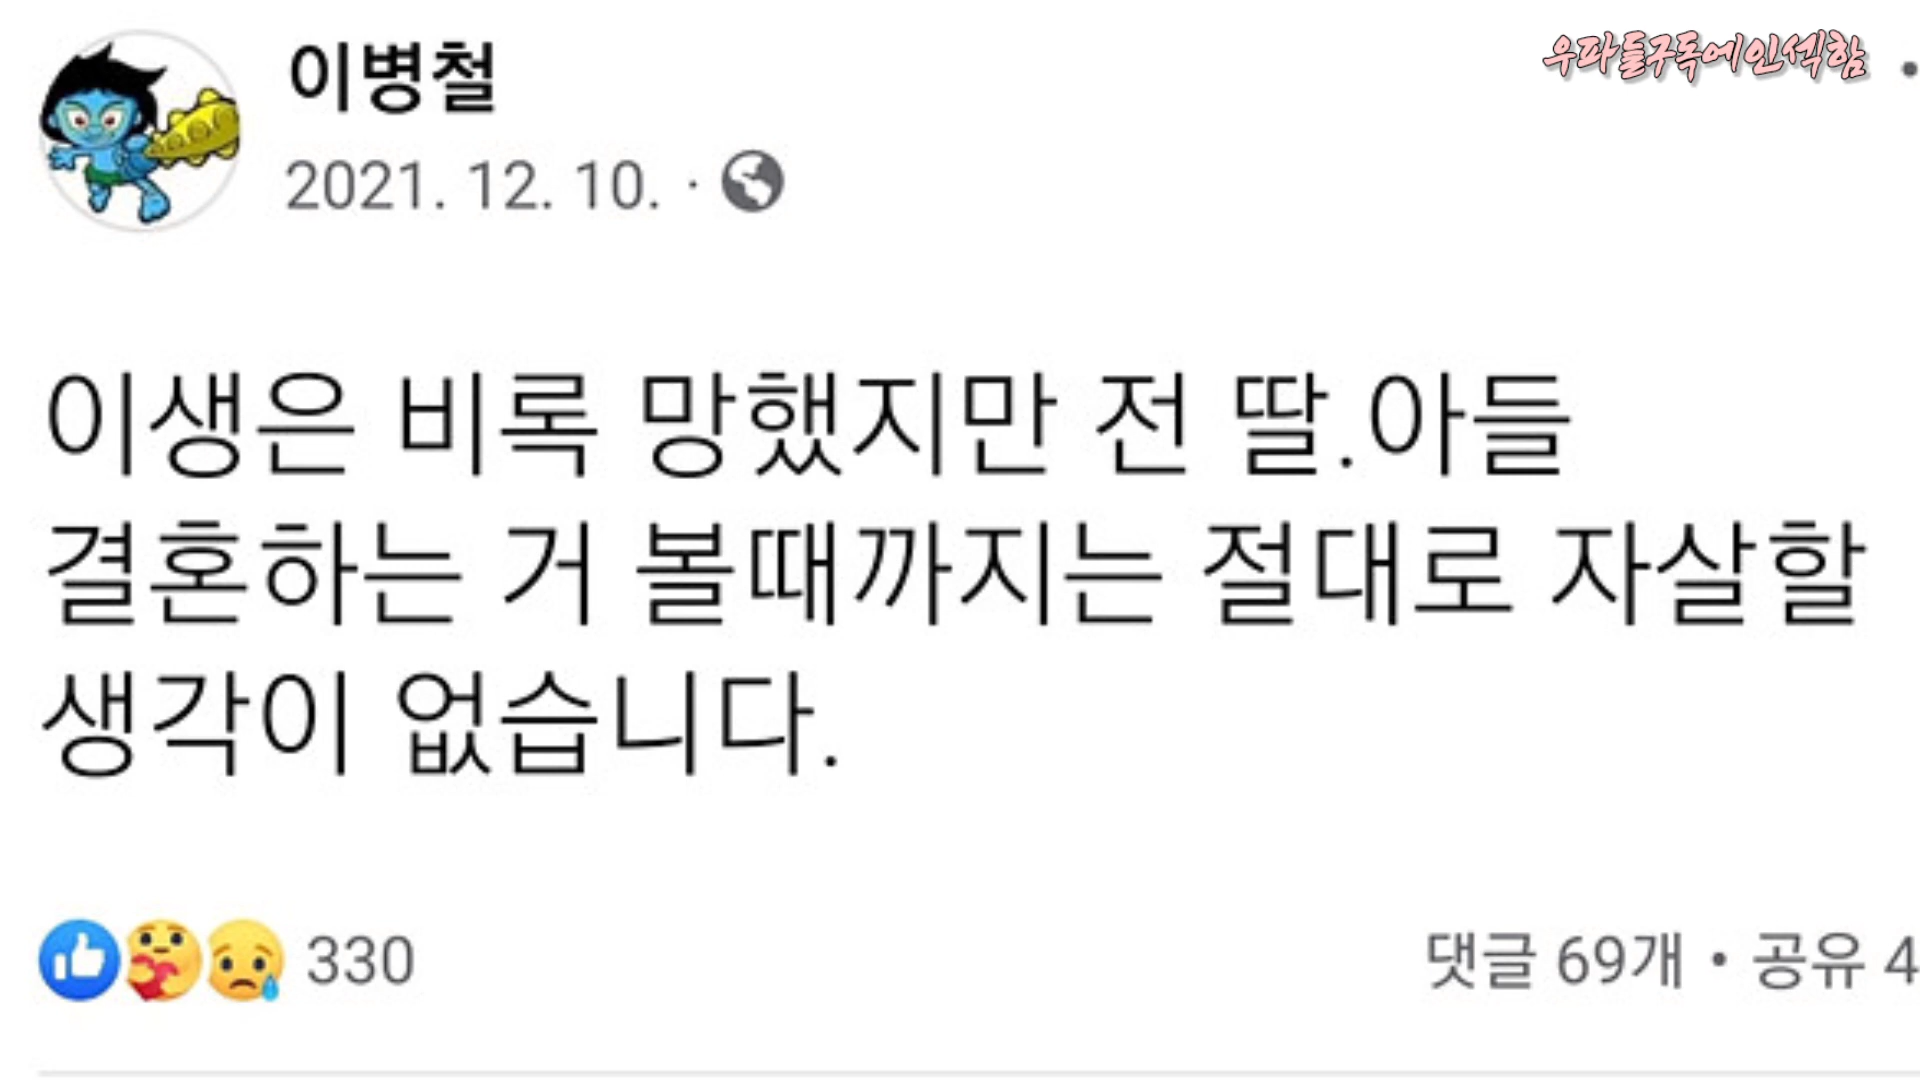 이병철
우파들구독에인색함
2021. 12. 10. ·
이생은 비록 망했지만 전 딸.아들
결혼하는 거 볼때까지는 절대로 자살할
생각이 없습니다.
330
댓글 69개 • 공유 4